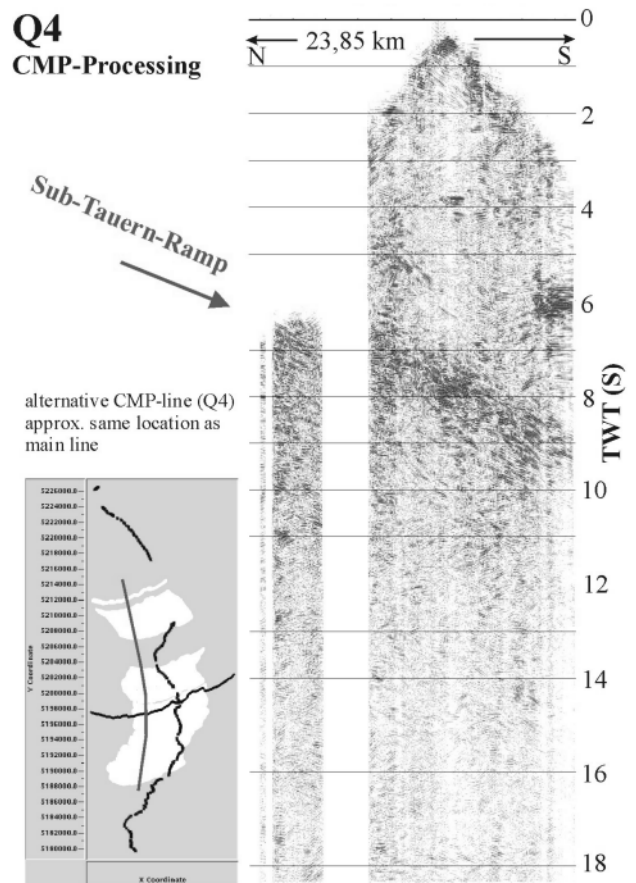 Q4
CMP-Processing
0
23,85 km
N
S
2
4
Sub-Tauern-Ramp
6
alternative CMP-line (Q4)
approx. same location as
main line
8
TWT (S)
10
12
14
16
18
5226000.0
5224000.0
5222000.0
5220000.0
5218000.0
5216000.0
5214000.0
5212000.0
5210000.0
5208000.0
5206000.0
5204000.0
5202000.0
5200000.0
5198000.0
5196000.0
5194000.0
5192000.0
5190000.0
5188000.0
5186000.0
5184000.0
5182000.0
5180000.0
Y Coordinate
X Coordinate